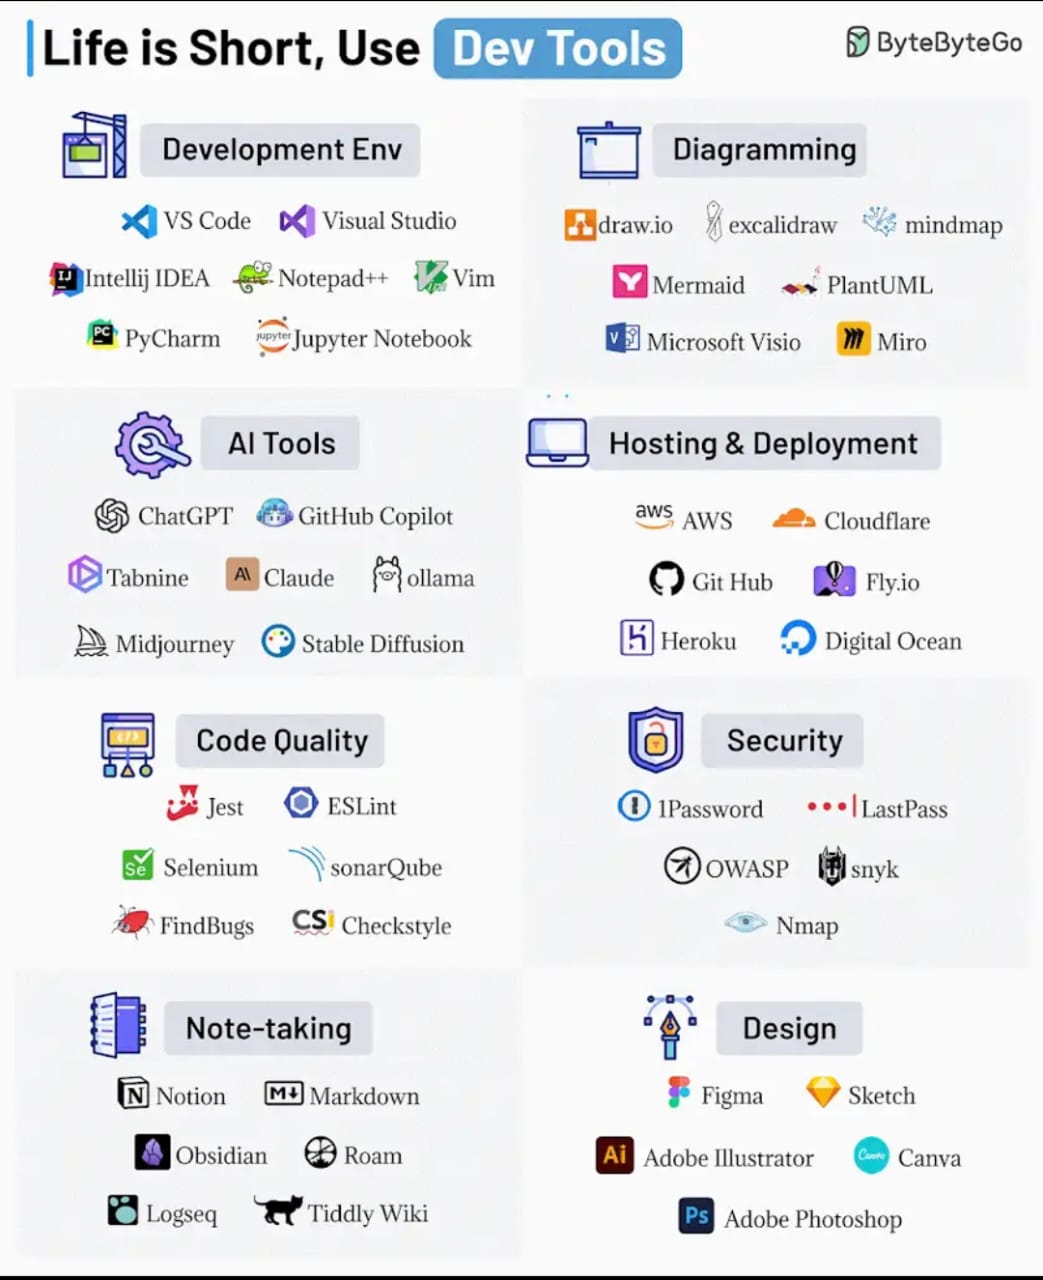 Life is Short, Use Dev Tools
ByteByteGo
Development Env
VS Code Visual Studio
Intellij IDEA Notepad++ Vim
PyCharm Jupyter Notebook
Diagramming
draw.io excalidraw mindmap
Mermaid PlantUML
Microsoft Visio Miro
AI Tools
ChatGPT GitHub Copilot
Tabnine Claude ollama
Midjourney Stable Diffusion
Hosting & Deployment
aws AWS Cloudflare
Git Hub Fly.io
Heroku Digital Ocean
Code Quality
Jest ESLint
Se Selenium sonarQube
FindBugs CS! Checkstyle
Security
1Password LastPass
OWASP snyk
Nmap
Note-taking
N Notion M Markdown
Obsidian Roam
Logseq Tiddly Wiki
Design
Figma Sketch
Ai Adobe Illustrator Canva Canva
Ps Adobe Photoshop